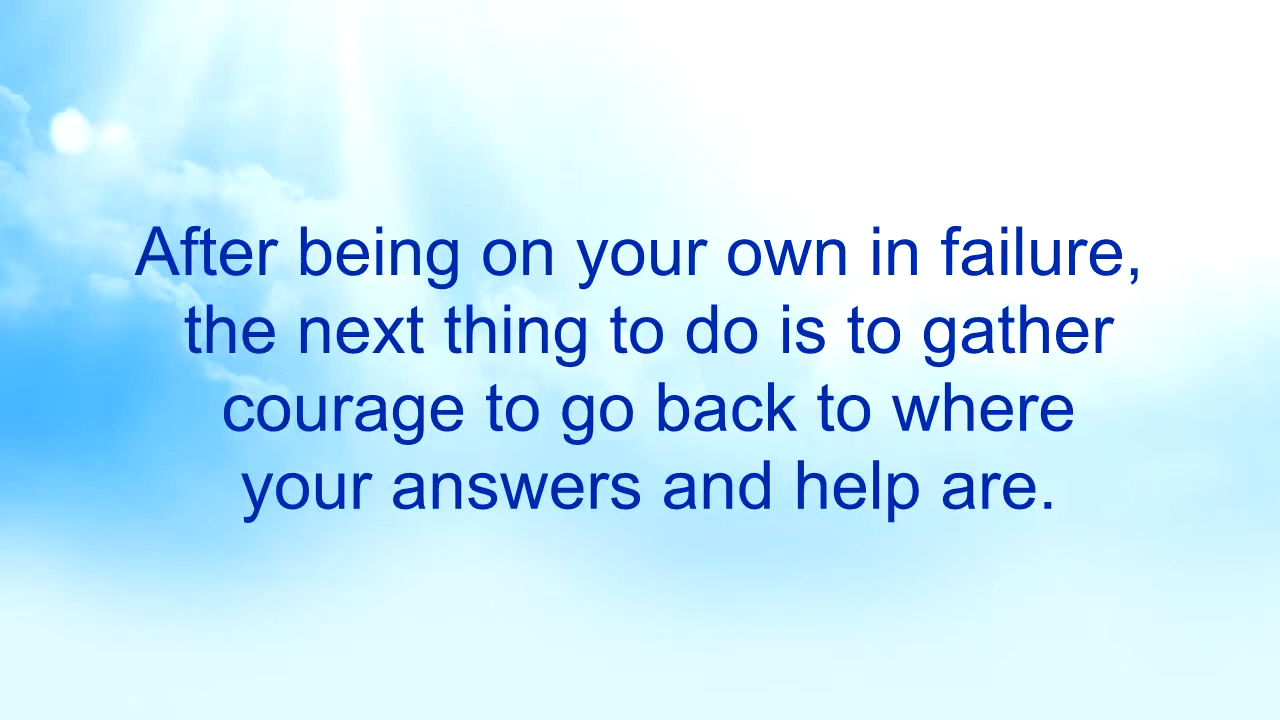 After being on your own in failure,
the next thing to do is to gather
courage to go back to where
your answers and help are.